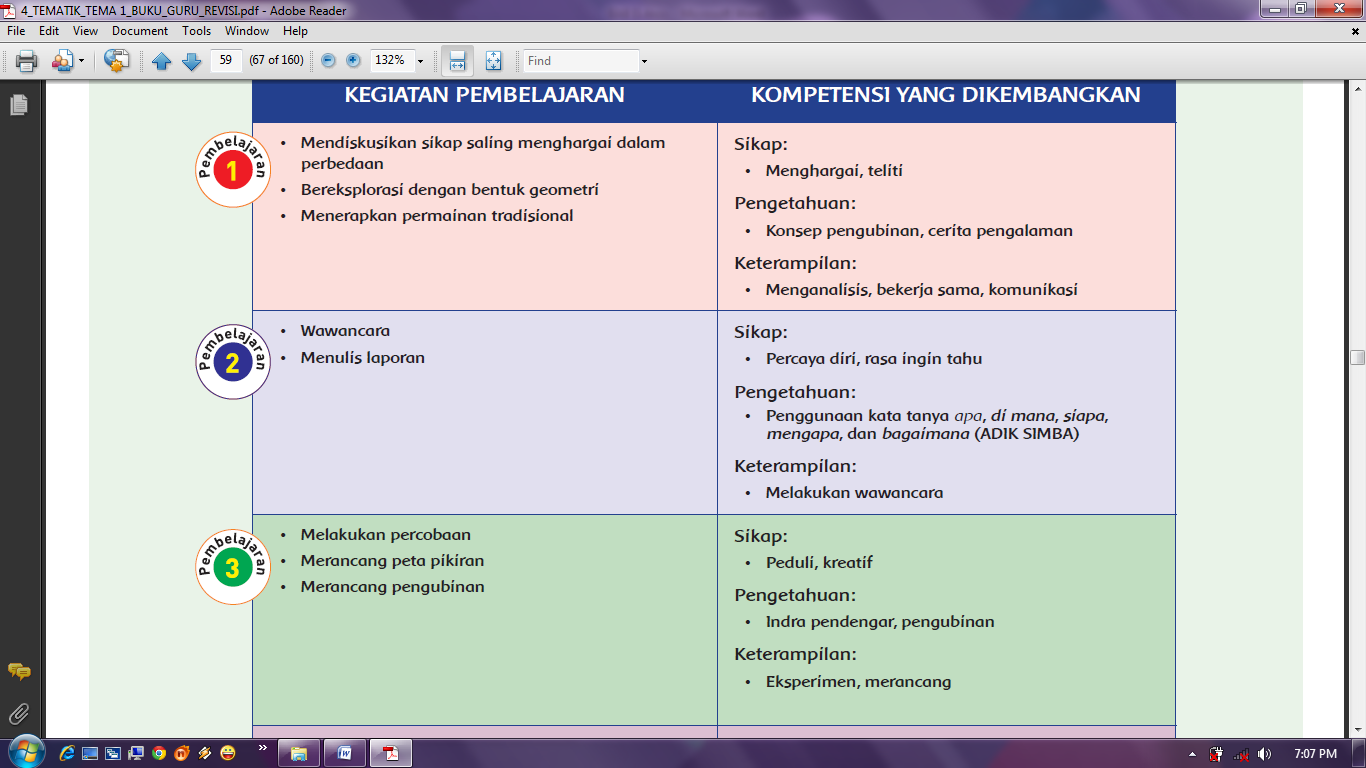 4_TEMATIK_TEMA 1_BUKU_GURU_REVISI.pdf - Adobe Reader
File Edit View Document Tools Window Help
59 (67 of 160) 132% Find
KEGIATAN PEMBELAJARAN
KOMPETENSI YANG DIKEMBANGKAN
Pembelajaran
1
• Mendiskusikan sikap saling menghargai dalam
perbedaan
• Bereksplorasi dengan bentuk geometri
• Menerapkan permainan tradisional
Sikap:
• Menghargai, teliti
Pengetahuan:
• Konsep pengubinan, cerita pengalaman
Keterampilan:
• Menganalisis, bekerja sama, komunikasi
Pembelajaran
2
• Wawancara
• Menulis laporan
Sikap:
• Percaya diri, rasa ingin tahu
Pengetahuan:
• Penggunaan kata tanya apa, di mana, siapa,
mengapa, dan bagaimana (ADIK SIMBA)
Keterampilan:
• Melakukan wawancara
Pembelajaran
3
• Melakukan percobaan
• Merancang peta pikiran
• Merancang pengubinan
Sikap:
• Peduli, kreatif
Pengetahuan:
• Indra pendengar, pengubinan
Keterampilan:
• Eksperimen, merancang
7:07 PM